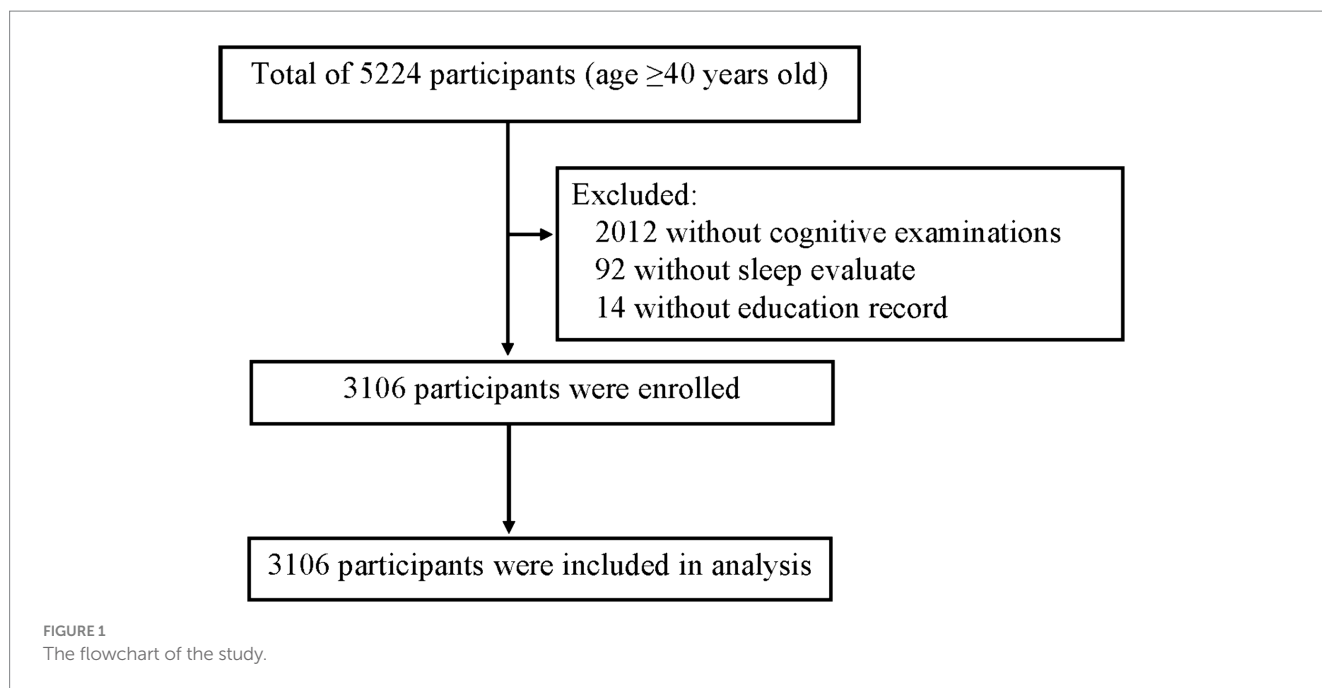 Total of 5224 participants (age ≥40 years old)
Excluded:
2012 without cognitive examinations
92 without sleep evaluate
14 without education record
3106 participants were enrolled
3106 participants were included in analysis
FIGURE 1
The flowchart of the study.